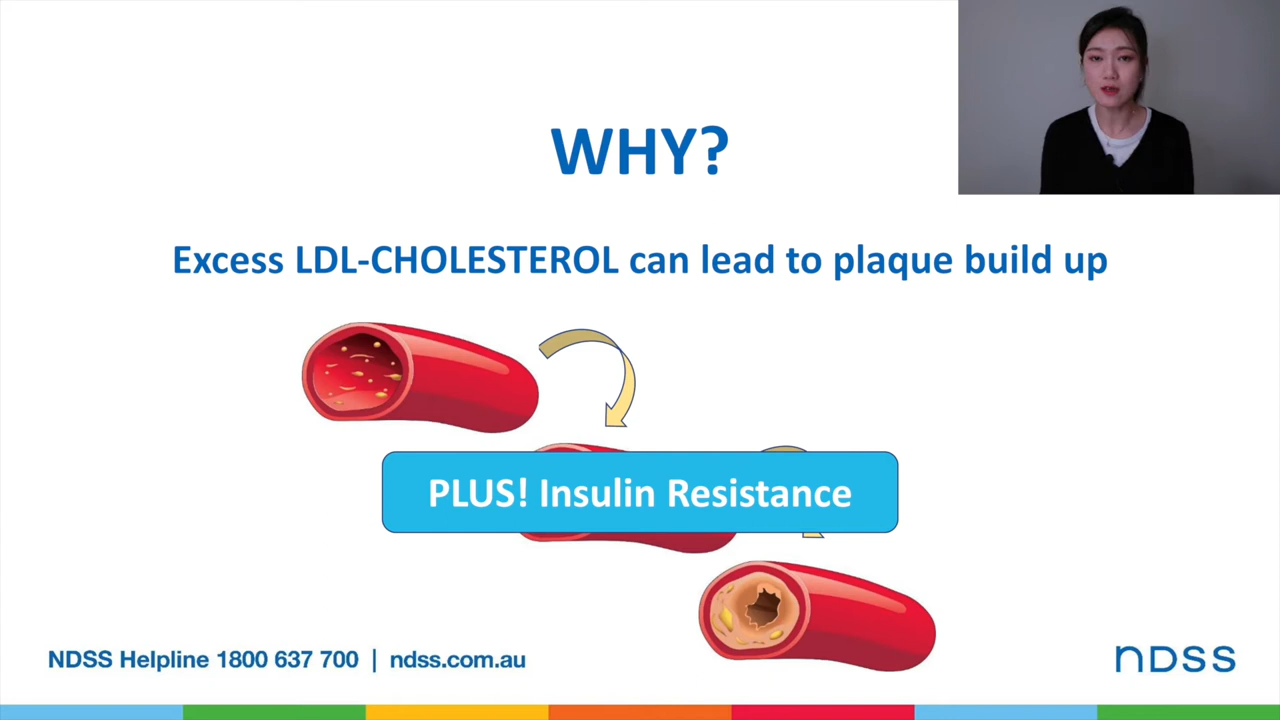 WHY?
Excess LDL-CHOLESTEROL can lead to plaque build up
PLUS! Insulin Resistance
NDSS Helpline 1800 637 700 | ndss.com.au
ndss